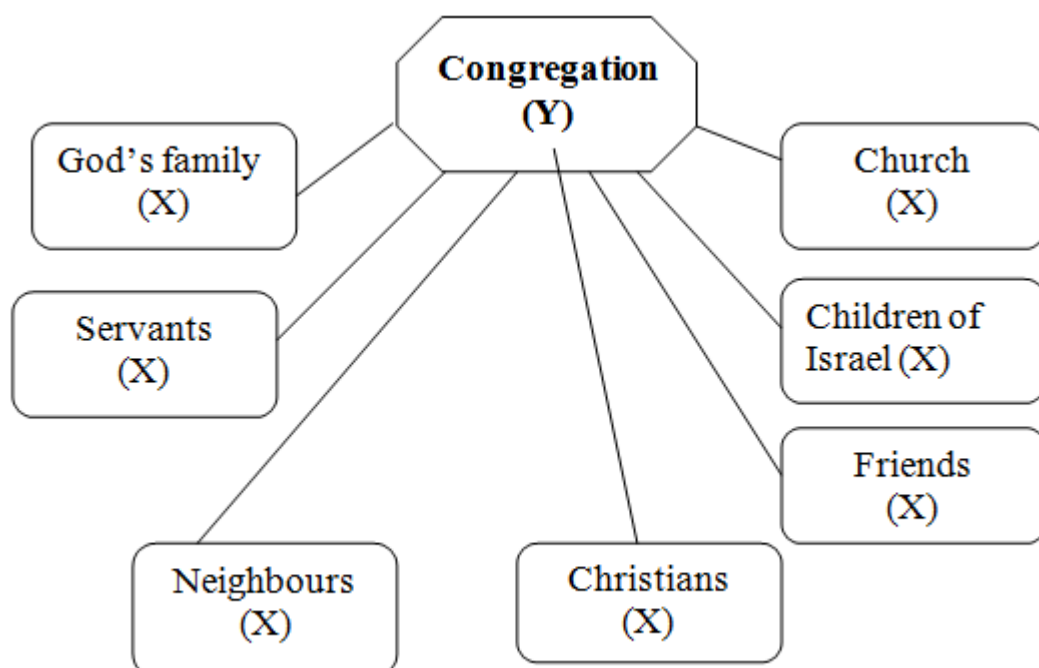 Congregation
(Y)
God's family
(X)
Church
(X)
Servants
(X)
Children of
Israel (X)
Friends
(X)
Neighbours
(X)
Christians
(X)